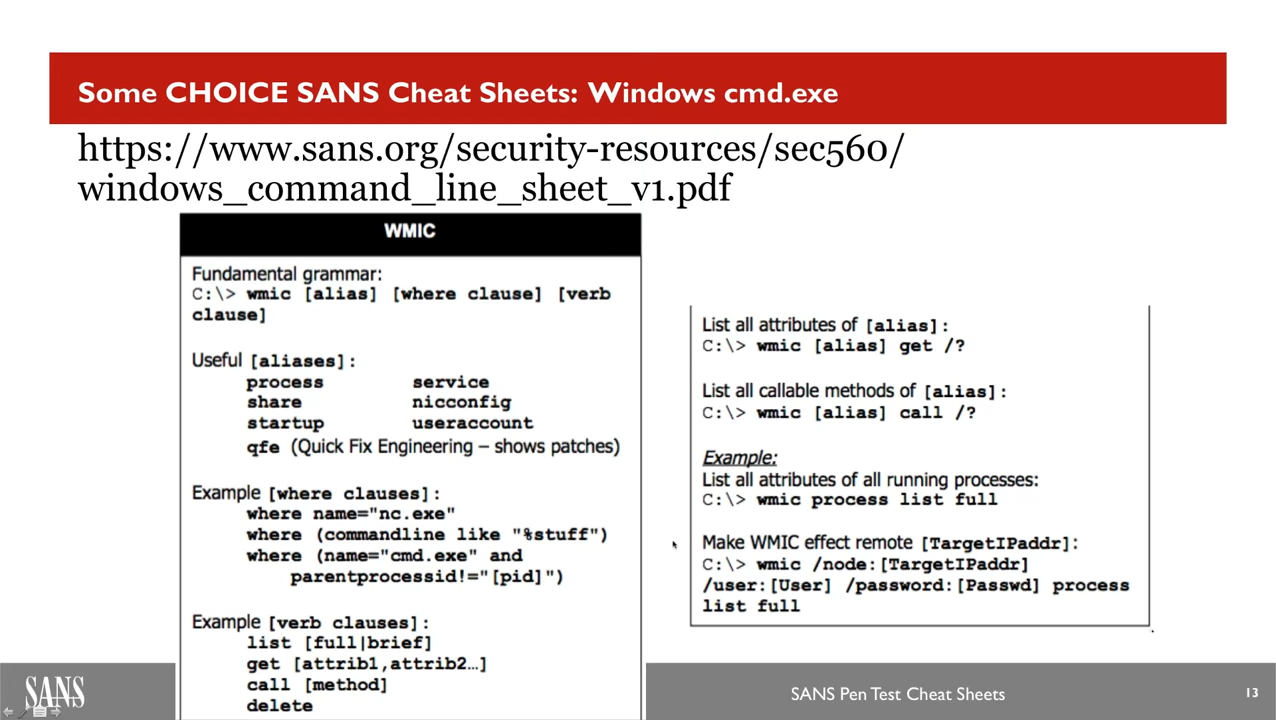 Some CHOICE SANS Cheat Sheets: Windows cmd.exe
https://www.sans.org/security-resources/sec560/
windows_command_line_sheet_v1.pdf
WMIC
Fundamental grammar:
C:\> wmic [alias] [where clause] [verb
clause]
Useful [aliases]:
process service
share nicconfig
startup useraccount
qfe (Quick Fix Engineering – shows patches)
Example [where clauses]:
where name="nc.exe"
where (commandline like "%stuff")
where (name="cmd.exe" and
parentprocessid!="[pid]")
Example [verb clauses]:
list [full|brief]
get [attrib1,attrib2…]
call [method]
delete
List all attributes of [alias]:
C:\> wmic [alias] get /?
List all callable methods of [alias]:
C:\> wmic [alias] call /?
Example:
List all attributes of all running processes:
C:\> wmic process list full
Make WMIC effect remote [TargetIPaddr]:
C:\> wmic /node:[TargetIPaddr]
/user:[User] /password:[Passwd] process
list full
SANS
SANS Pen Test Cheat Sheets
13